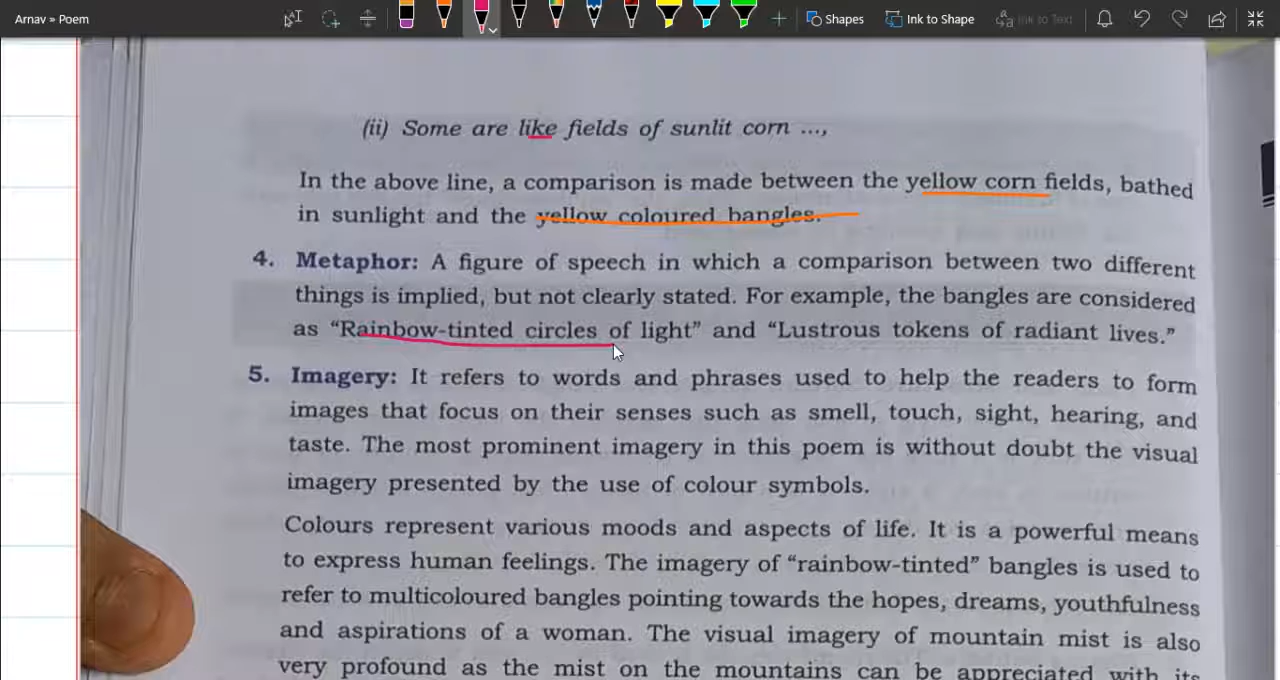 Arnav » Poem
Shapes
Ink to Shape
Ink to Text
(ii) Some are like fields of sunlit corn ...,
In the above line, a comparison is made between the yellow corn fields, bathed
in sunlight and the yellow coloured bangles.
4. Metaphor: A figure of speech in which a comparison between two different
things is implied, but not clearly stated. For example, the bangles are considered
as “Rainbow-tinted circles of light” and “Lustrous tokens of radiant lives.”
5. Imagery: It refers to words and phrases used to help the readers to form
images that focus on their senses such as smell, touch, sight, hearing, and
taste. The most prominent imagery in this poem is without doubt the visual
imagery presented by the use of colour symbols.
Colours represent various moods and aspects of life. It is a powerful means
to express human feelings. The imagery of “rainbow-tinted” bangles is used to
refer to multicoloured bangles pointing towards the hopes, dreams, youthfulness
and aspirations of a woman. The visual imagery of mountain mist is also
very profound as the mist on the mountains can be appreciated with its